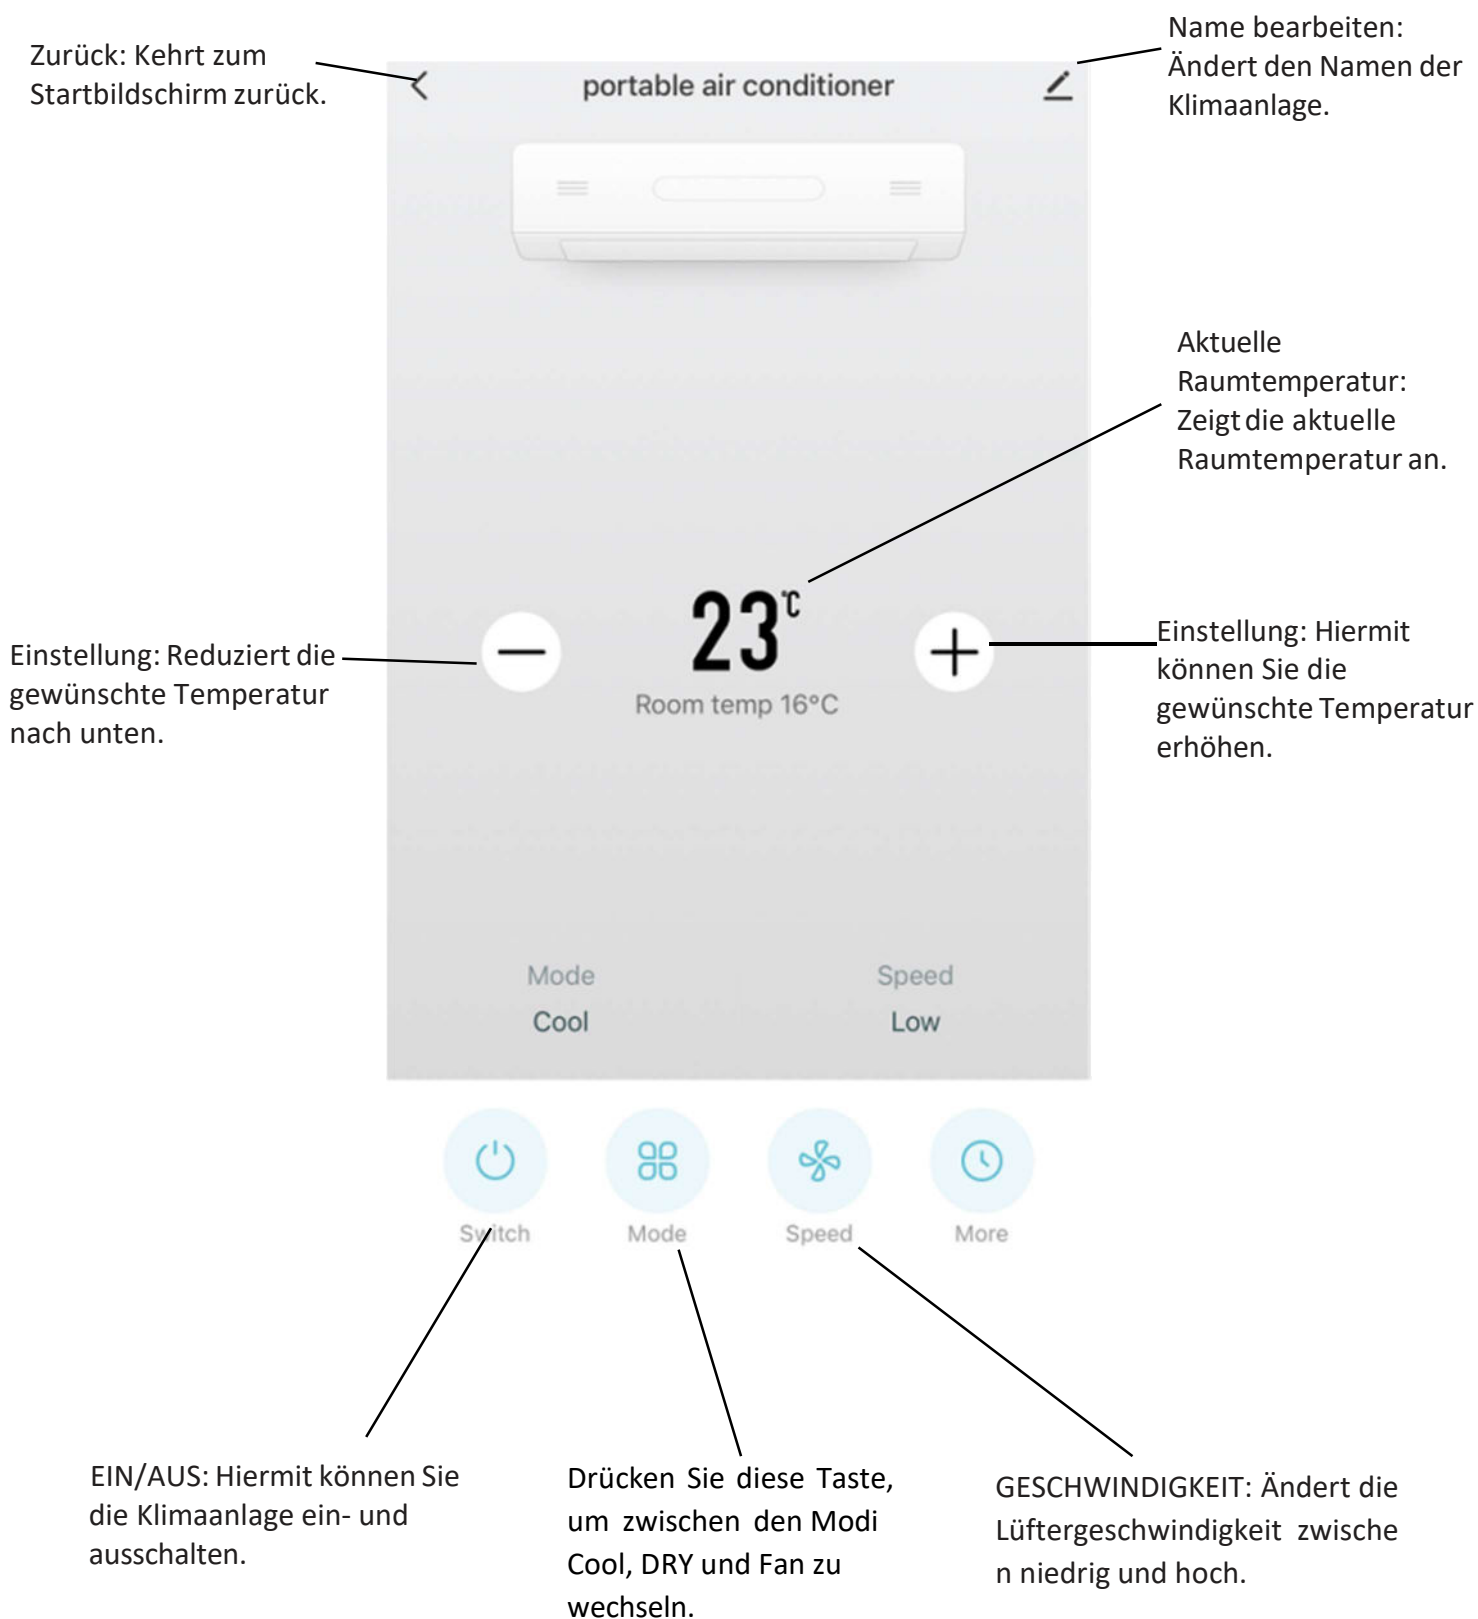 Zurück: Kehrt zum
Startbildschirm zurück.
Name bearbeiten:
Ändert den Namen der
Klimaanlage.
portable air conditioner
Aktuelle
Raumtemperatur:
Zeigt die aktuelle
Raumtemperatur an.
23°C
Room temp 16°C
Einstellung: Reduziert die
gewünschte Temperatur
nach unten.
Einstellung: Hiermit
können Sie die
gewünschte Temperatur
erhöhen.
Mode Speed
Cool Low
Switch Mode Speed More
EIN/AUS: Hiermit können Sie
die Klimaanlage ein- und
ausschalten.
Drücken Sie diese Taste,
um zwischen den Modi
Cool, DRY und Fan zu
wechseln.
GESCHWINDIGKEIT: Ändert die
Lüftergeschwindigkeit zwische
n niedrig und hoch.